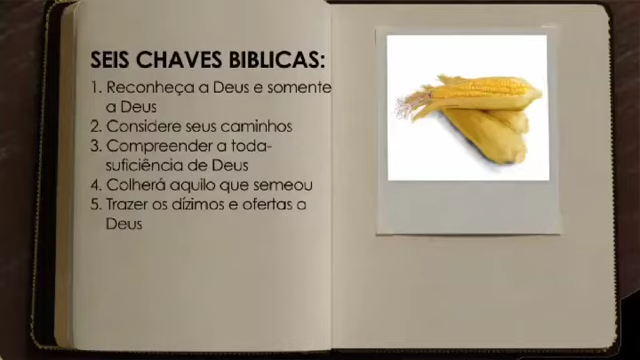 SEIS CHAVES BIBLICAS:
1. Reconheça a Deus e somente
a Deus
2. Considere seus caminhos
3. Compreender a toda-
suficiência de Deus
4. Colherá aquilo que semeou
5. Trazer os dízimos e ofertas a
Deus